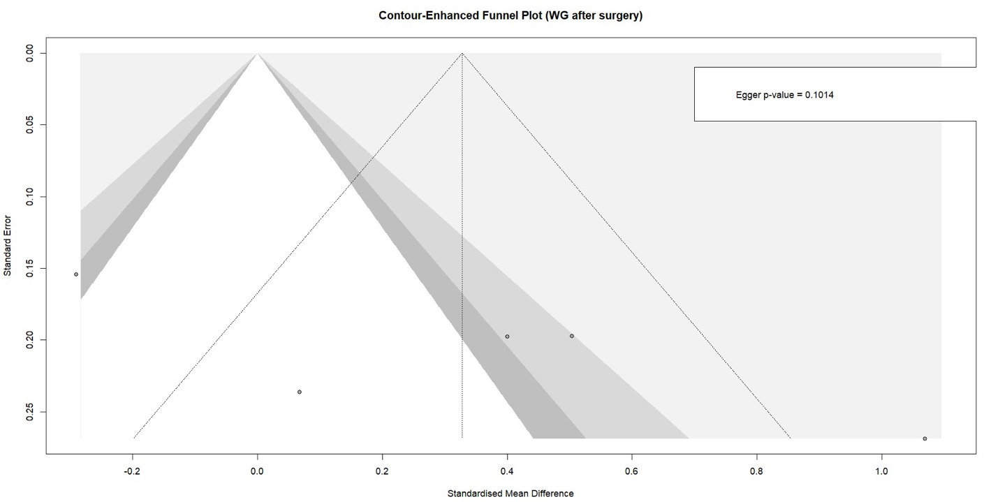 Contour-Enhanced Funnel Plot (WG after surgery)
Egger p-value = 0.1014
Standard Error
0.00
0.05
0.10
0.15
0.20
0.25
-0.2 0.0 0.2 0.4 0.6 0.8 1.0
Standardised Mean Difference